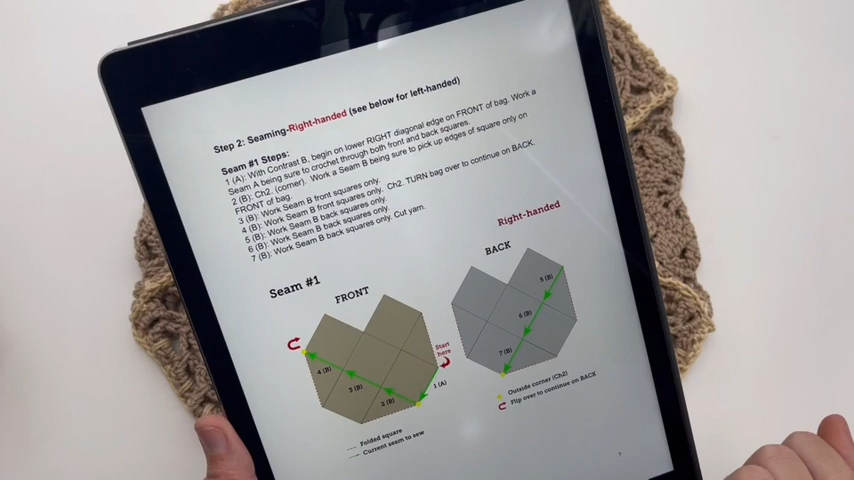 Step 2: Seaming-Right-handed (see below for left-handed)
Seam #1 Steps:
1 (A): With Contrast B, begin on lower RIGHT diagonal edge on FRONT of bag. Work a
Seam A being sure to crochet through both front and back squares.
2 (B): Ch2. (corner). Work a Seam B being sure to pick up edges of square only on
FRONT of bag.
3 (B): Work Seam B front squares only.
4 (B): Work Seam B front squares only. Ch2. TURN bag over to continue on BACK.
5 (B): Work Seam B back squares only.
6 (B): Work Seam B back squares only.
7 (B): Work Seam B back squares only. Cut yarn.
Right-handed
Seam #1
FRONT
BACK
Start
here
4 (B)
3 (B)
2 (B)
1 (A)
5 (B)
6 (B)
7 (B)
Folded square
Current seam to sew
Outside corner (Ch2)
Flip over to continue on BACK
7